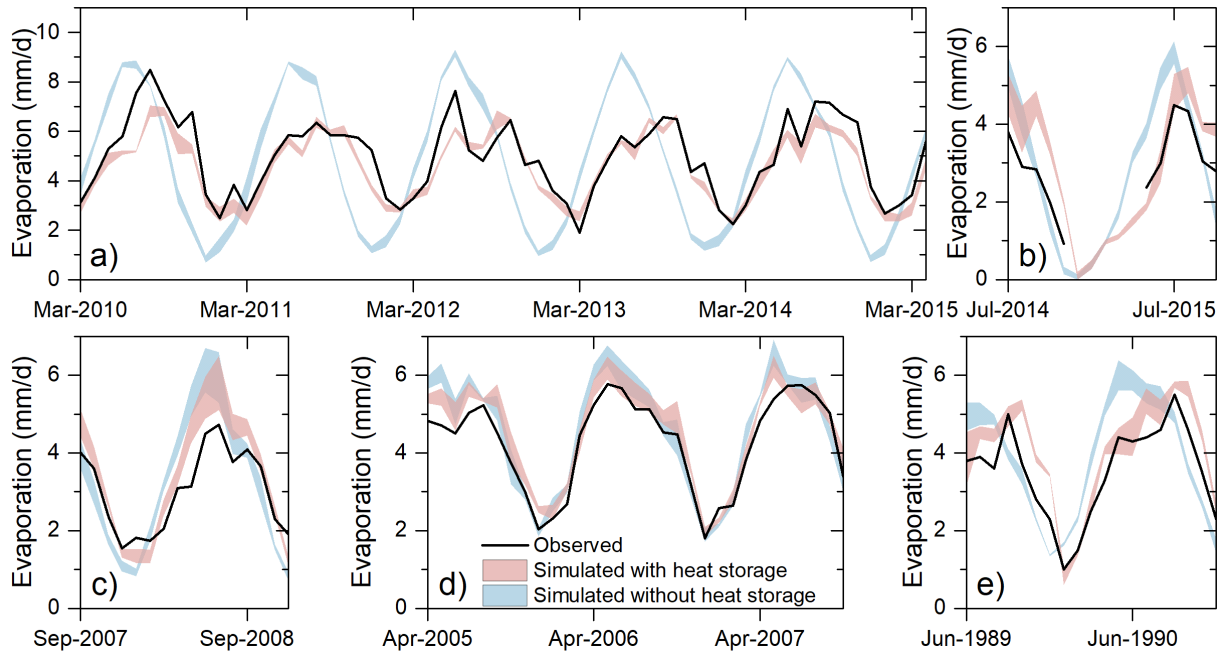 Evaporation (mm/d)
10
8
6
4
2
0
a)
Mar-2010
Mar-2011
Mar-2012
Mar-2013
Mar-2014
Mar-2015
Evaporation (mm/d)
6
4
2
0
b)
Jul-2014
Jul-2015
Evaporation (mm/d)
6
4
2
0
c)
Sep-2007
Sep-2008
Evaporation (mm/d)
6
4
2
0
d)
Observed
Simulated with heat storage
Simulated without heat storage
Apr-2005
Apr-2006
Apr-2007
Evaporation (mm/d)
6
4
2
0
e)
Jun-1989
Jun-1990